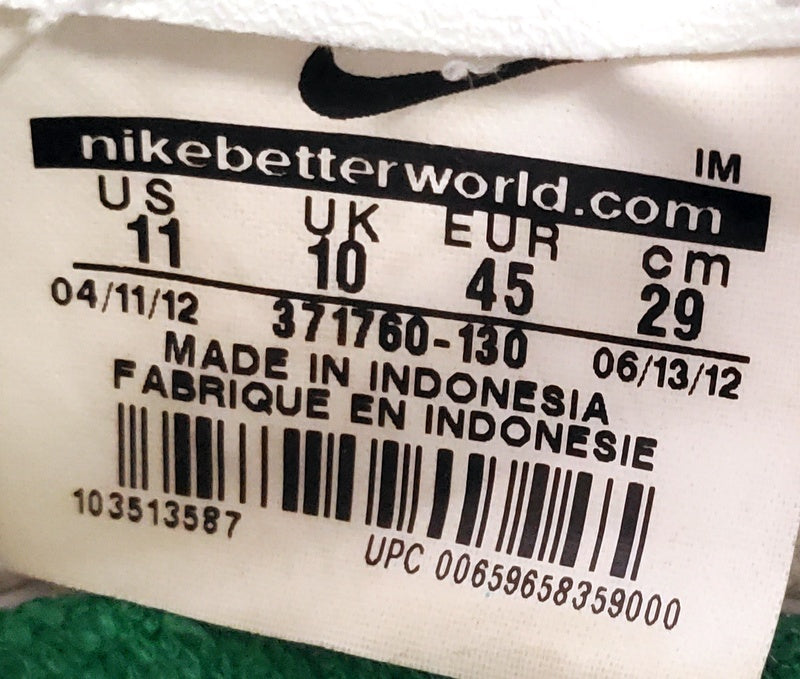 IM
nikebetterworld.com
US UK EUR cm
11 10 45 29
04/11/12 371760-130 06/13/12
MADE IN INDONESIA
FABRIQUE EN INDONESIE
103513587
UPC 00659658359000